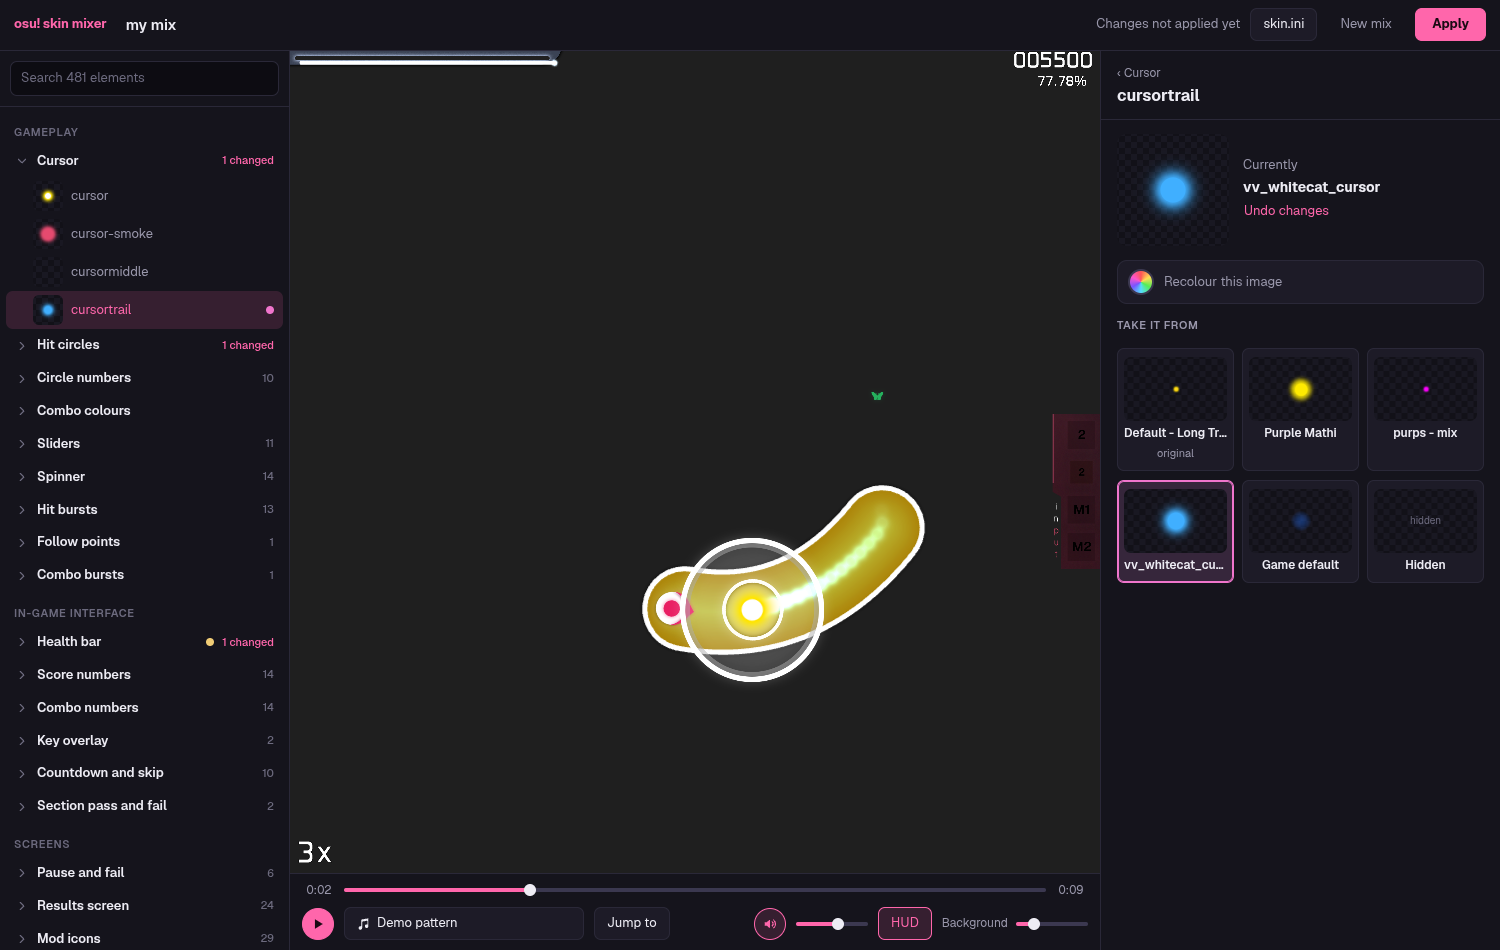 osu! skin mixer
my mix
Changes not applied yet
skin.ini
New mix
Apply
Search 481 elements
GAMEPLAY
Cursor
1 changed
cursor
cursor-smoke
cursormiddle
cursortrail
Hit circles
1 changed
Circle numbers
10
Combo colours
Sliders
11
Spinner
14
Hit bursts
13
Follow points
1
Combo bursts
1
IN-GAME INTERFACE
Health bar
1 changed
Score numbers
14
Combo numbers
14
Key overlay
2
Countdown and skip
10
Section pass and fail
2
SCREENS
Pause and fail
6
Results screen
24
Mod icons
29
005500
77.78%
2
2
M1
M2
3x
0:02
0:09
Demo pattern
Jump to
HUD
Background
‹ Cursor
cursortrail
Currently
vv_whitecat_cursor
Undo changes
Recolour this image
TAKE IT FROM
Default - Long Tr...
original
Purple Mathi
purps - mix
vv_whitecat_cu...
Game default
hidden
Hidden